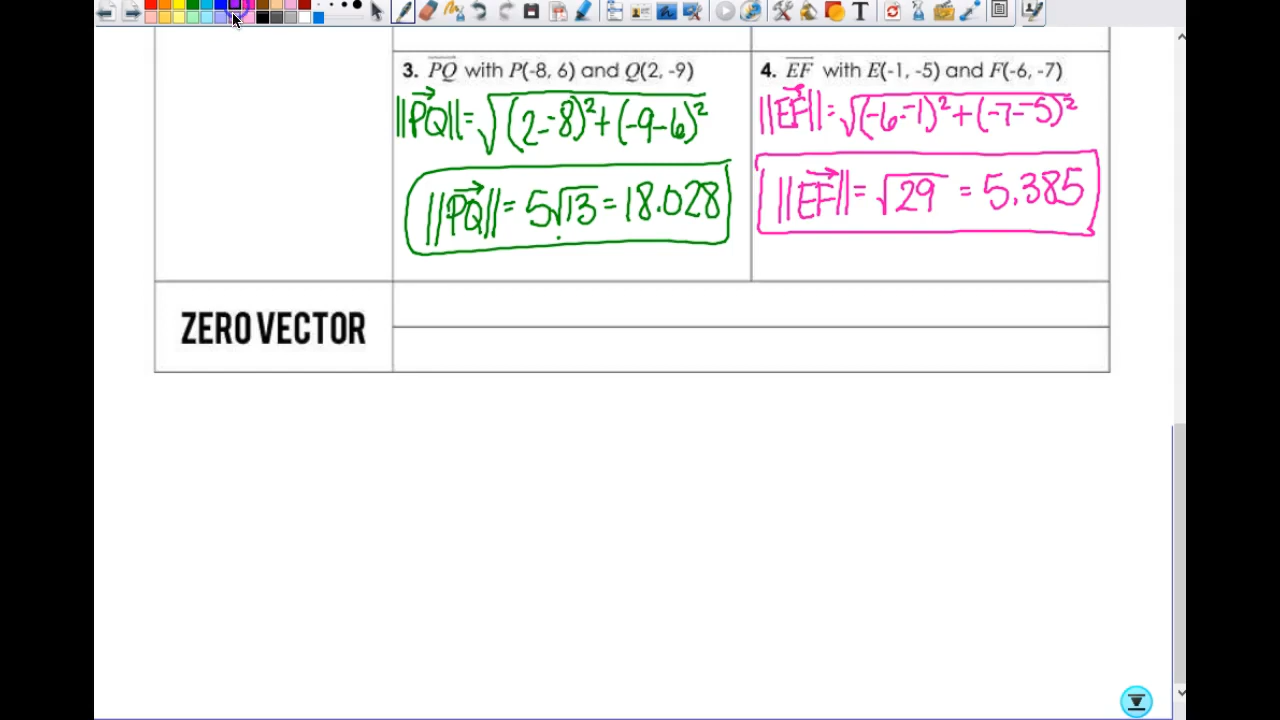 3. PQ with P(-8, 6) and Q(2, -9)
||PQ|| = √(2--8)²+(-9-6)²
||PQ|| = 5√13 = 18.028
4. EF with E(-1, -5) and F(-6, -7)
||EF|| = √(-6--1)²+(-7--5)²
||EF|| = √29 = 5.385
ZERO VECTOR